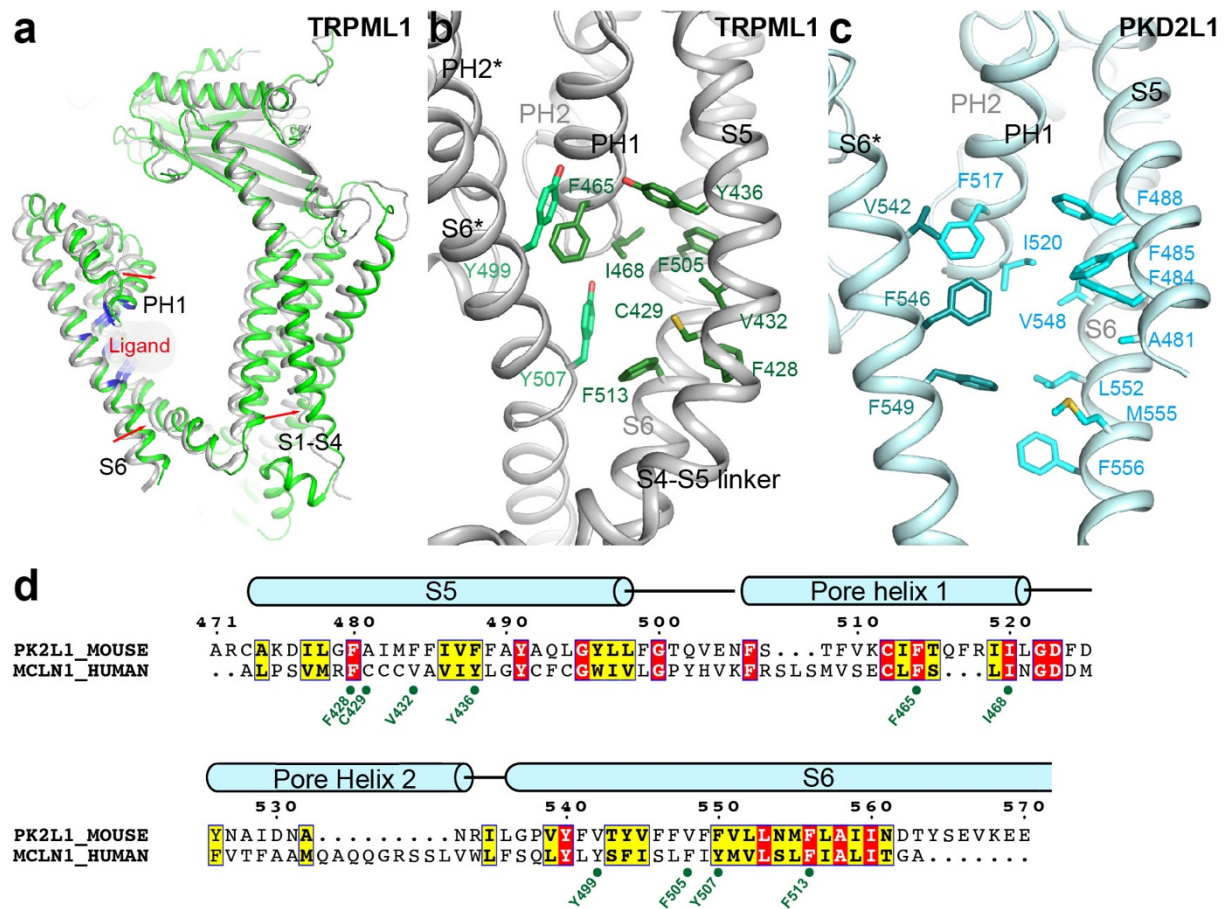 a
TRPML1
PH1
Ligand
S6
S1-S4
b
TRPML1
PH2*
PH2
PH1
S5
S6*
F465
Y436
Y499
I468
F505
C429
V432
Y507
F513
F428
S6
S4-S5 linker
c
PKD2L1
S5
PH2
PH1
S6*
F517
V542
F488
I520
F485
F484
F546
V548
S6
A481
F549
L552
M555
F556
d
S5
Pore helix 1
471 480 490 500 510 520
PK2L1_MOUSE ARCAKDILGFAIMFFIVFFAYAQLGYLLFGTQVENFS...TFVKCIFTQFRIILGDFD
MCLN1_HUMAN ..ALPSVMRFCCCVAVIYLGYCFCGWIVLGPYHVKFRSLSMVSECLFS...LINGDDM
F428 C429 V432 Y436 F465 I468
Pore Helix 2
S6
530 540 550 560 570
PK2L1_MOUSE YNAIDNA..........NRILGPVYFVTYVFFVFFVLLNMFLAIINDTYSEVKEE
MCLN1_HUMAN FVTFAAMQAQQGRSSLVWLFSQLYLYSFISLFIYMVLSLFIALITGA.......
Y499 F505 Y507 F513